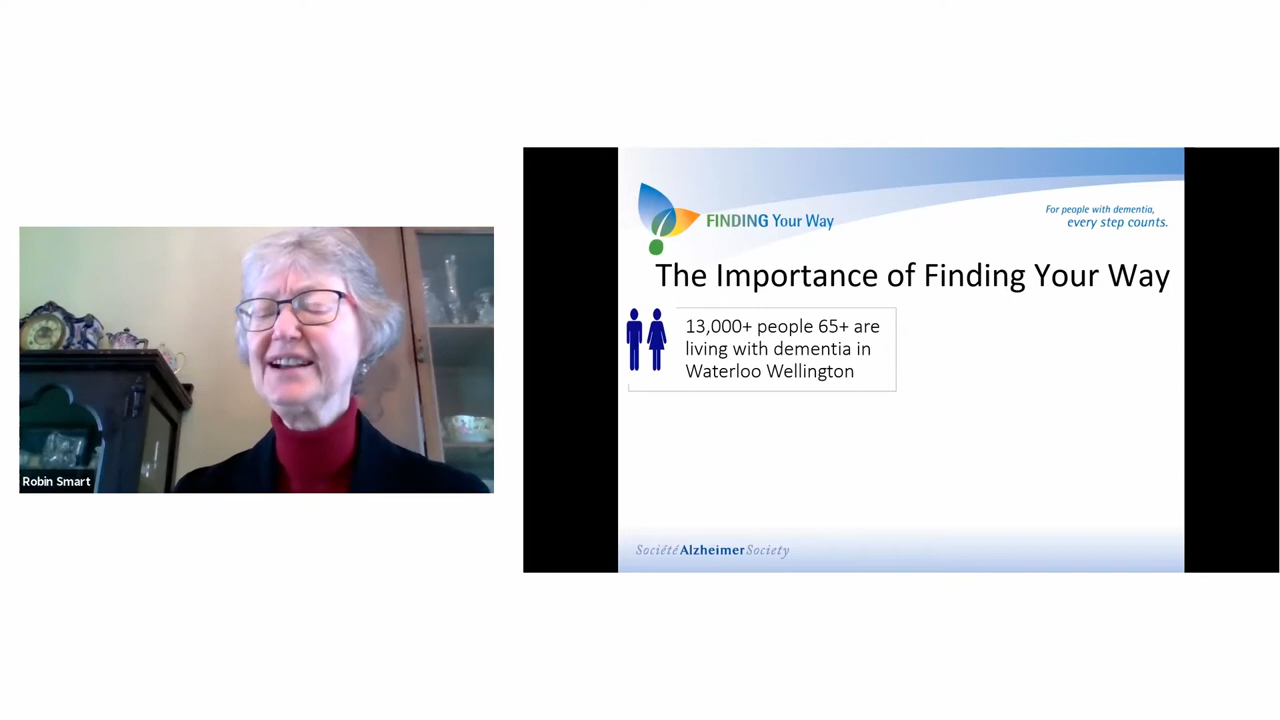 Robin Smart
FINDING Your Way
For people with dementia,
every step counts.
The Importance of Finding Your Way
13,000+ people 65+ are
living with dementia in
Waterloo Wellington
Société Alzheimer Society